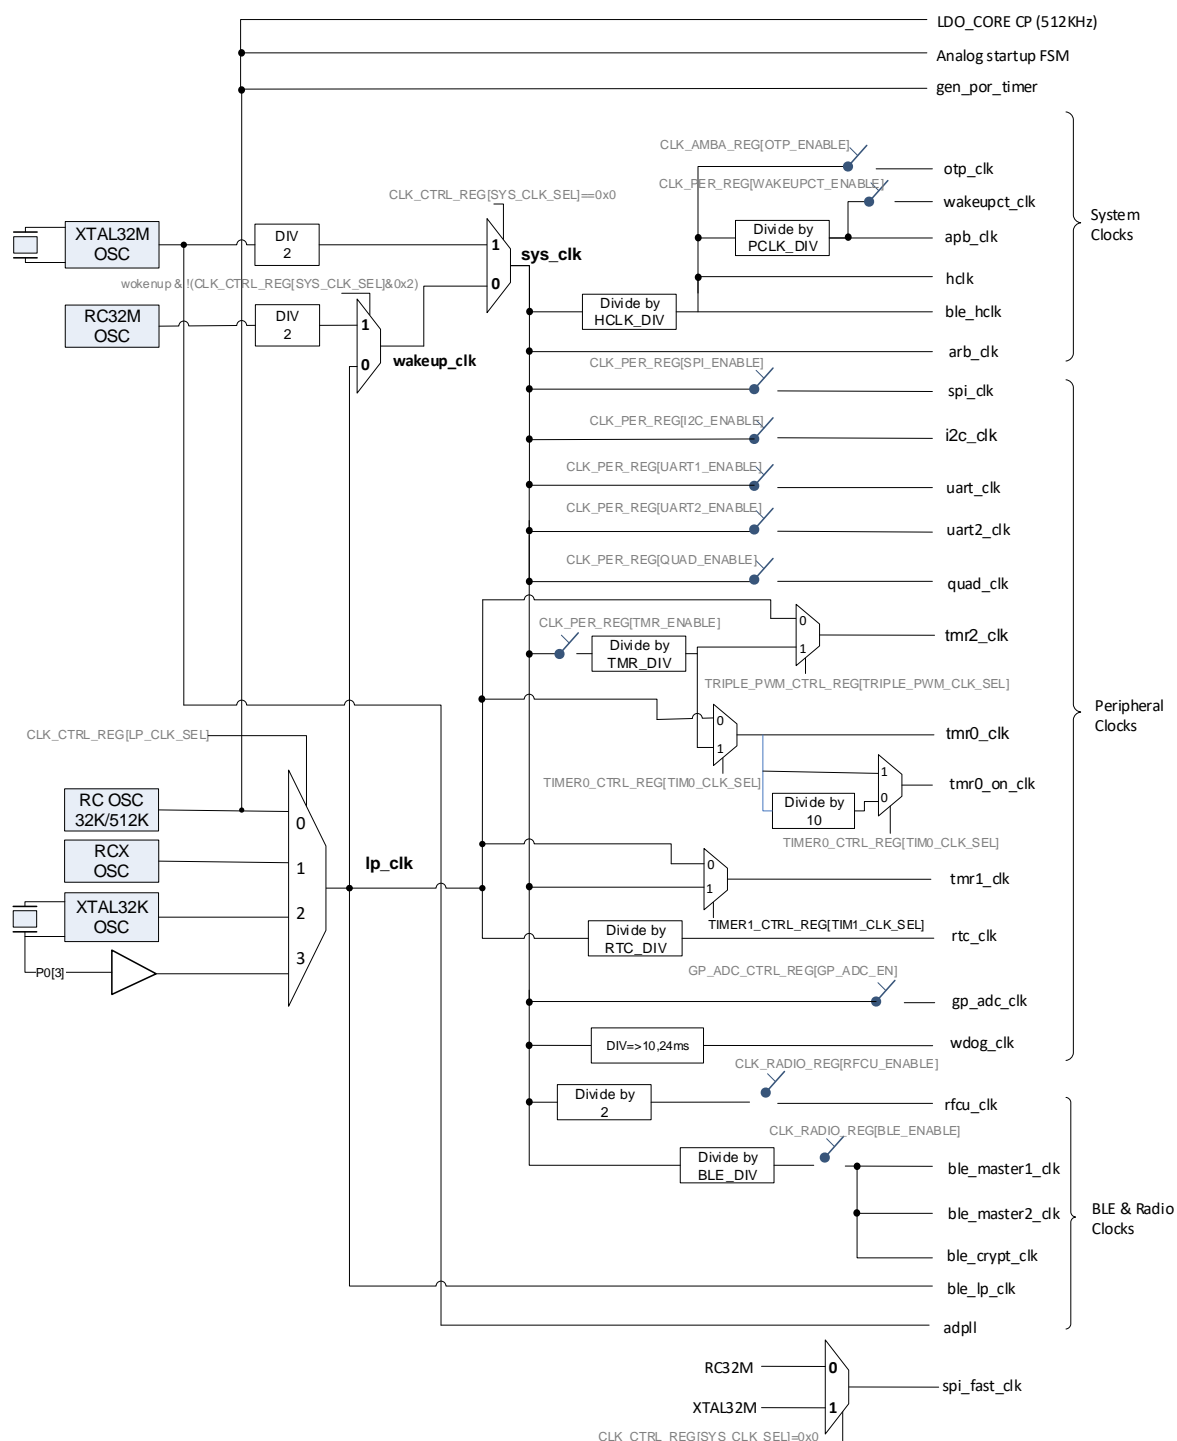 LDO_CORE CP (512KHz)
Analog startup FSM
gen_por_timer
CLK_AMBA_REG[OTP_ENABLE]
otp_clk
CLK_PER_REG[WAKEUPCT_ENABLE]
wakeupct_clk
CLK_CTRL_REG[SYS_CLK_SEL]==0x0
System
Clocks
XTAL32M
OSC
DIV
2
1
0
sys_clk
Divide by
PCLK_DIV
apb_clk
wokenup & !(CLK_CTRL_REG[SYS_CLK_SEL]&0x2)
hclk
RC32M
OSC
DIV
2
1
0
wakeup_clk
Divide by
HCLK_DIV
ble_hclk
arb_clk
CLK_PER_REG[SPI_ENABLE]
spi_clk
CLK_PER_REG[I2C_ENABLE]
i2c_clk
CLK_PER_REG[UART1_ENABLE]
uart_clk
CLK_PER_REG[UART2_ENABLE]
uart2_clk
CLK_PER_REG[QUAD_ENABLE]
quad_clk
CLK_PER_REG[TMR_ENABLE]
Divide by
TMR_DIV
0
1
tmr2_clk
TRIPLE_PWM_CTRL_REG[TRIPLE_PWM_CLK_SEL]
Peripheral
Clocks
CLK_CTRL_REG[LP_CLK_SEL]
0
1
tmr0_clk
TIMER0_CTRL_REG[TIM0_CLK_SEL]
1
0
tmr0_on_clk
Divide by
10
TIMER0_CTRL_REG[TIM0_CLK_SEL]
RC OSC
32K/512K
0
RCX
OSC
1
lp_clk
XTAL32K
OSC
2
P0[3]
3
0
1
tmr1_clk
TIMER1_CTRL_REG[TIM1_CLK_SEL]
Divide by
RTC_DIV
rtc_clk
GP_ADC_CTRL_REG[GP_ADC_EN]
gp_adc_clk
DIV=>10,24ms
wdog_clk
CLK_RADIO_REG[RFCU_ENABLE]
Divide by
2
rfcu_clk
CLK_RADIO_REG[BLE_ENABLE]
Divide by
BLE_DIV
ble_master1_clk
ble_master2_clk
BLE & Radio
Clocks
ble_crypt_clk
ble_lp_clk
adpll
RC32M
0
spi_fast_clk
XTAL32M
1
CLK_CTRL_REG[SYS_CLK_SEL]=0x0